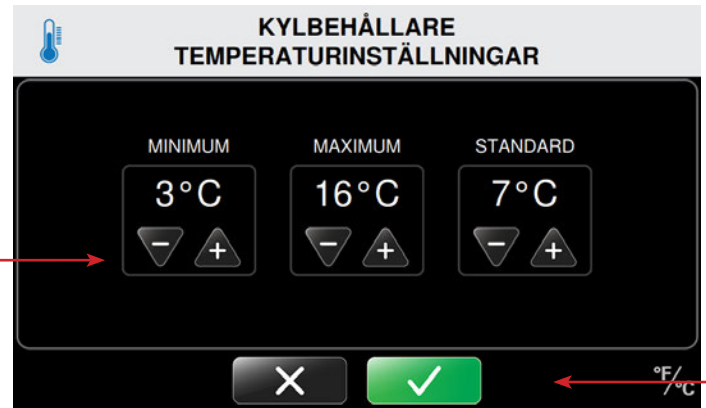 KYLBEHÅLLARE
TEMPERATURINSTÄLLNINGAR
MINIMUM MAXIMUM STANDARD
3°C 16°C 7°C
− + − + − +
°F/°C